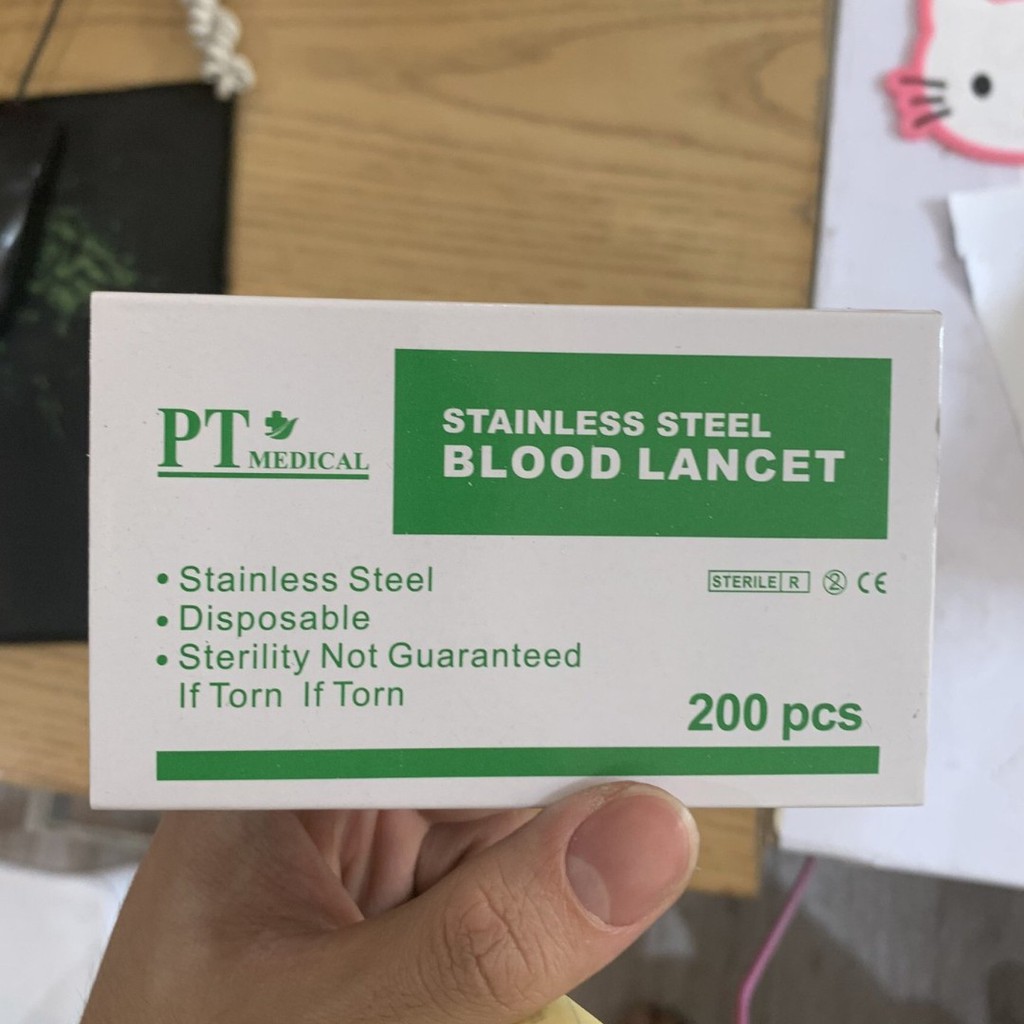 PT MEDICAL
STAINLESS STEEL
BLOOD LANCET
• Stainless Steel
• Disposable
• Sterility Not Guaranteed
If Torn If Torn
STERILE R 2 CE
200 pcs